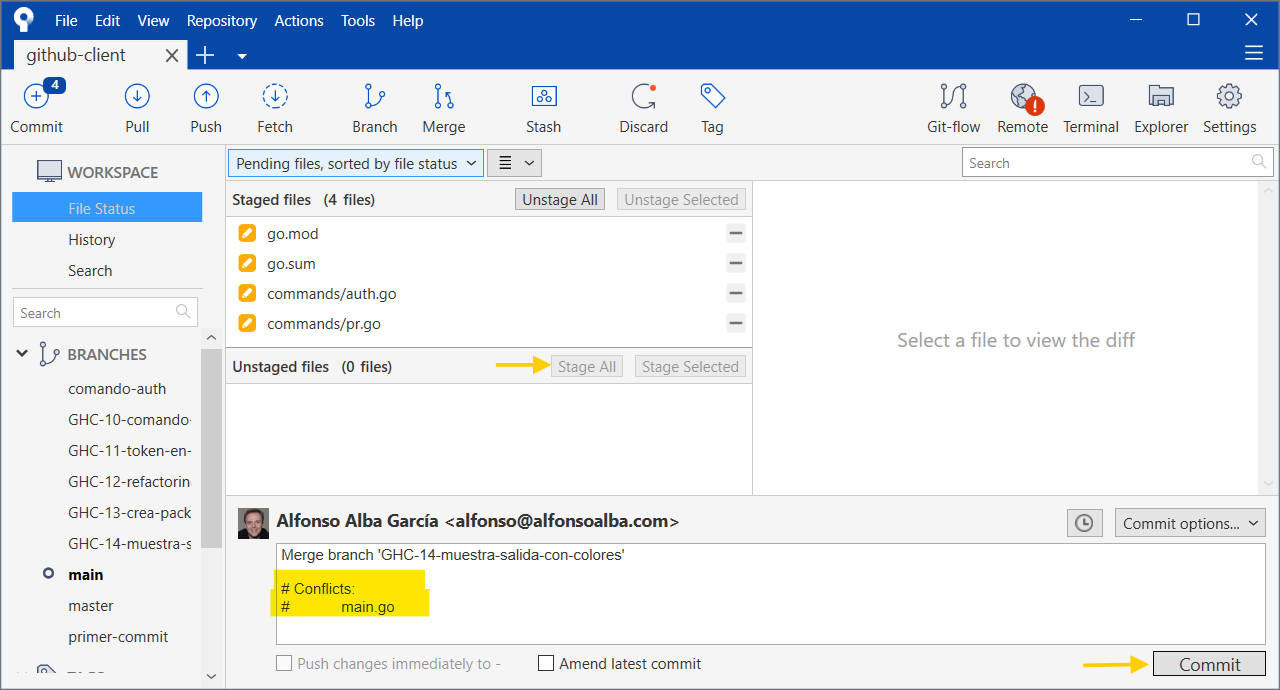 File Edit View Repository Actions Tools Help
github-client
4
Commit Pull Push Fetch Branch Merge Stash Discard Tag Git-flow Remote Terminal Explorer Settings
WORKSPACE
File Status
History
Search
Search
BRANCHES
comando-auth
GHC-10-comando-
GHC-11-token-en-
GHC-12-refactorin
GHC-13-crea-pack
GHC-14-muestra-s
main
master
primer-commit
Pending files, sorted by file status
Search
Staged files (4 files) Unstage All Unstage Selected
go.mod
go.sum
commands/auth.go
commands/pr.go
Unstaged files (0 files) Stage All Stage Selected
Select a file to view the diff
Alfonso Alba García <alfonso@alfonsoalba.com>
Commit options...
Merge branch 'GHC-14-muestra-salida-con-colores'
# Conflicts:
# main.go
Push changes immediately to - Amend latest commit
Commit